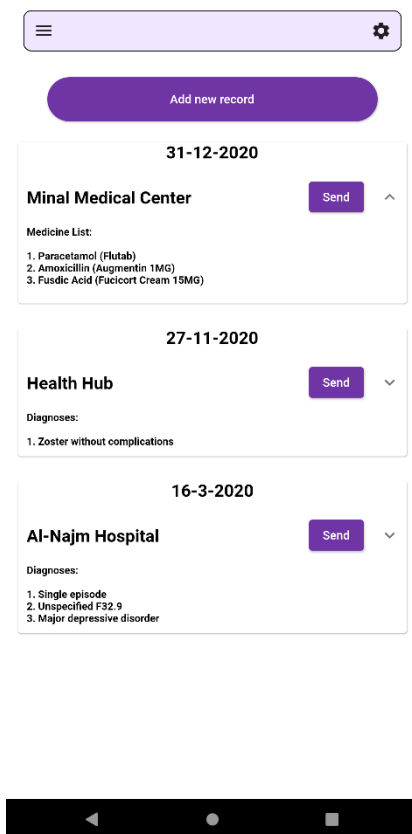 Add new record
31-12-2020
Minal Medical Center
Send
Medicine List:
1. Paracetamol (Flutab)
2. Amoxicillin (Augmentin 1MG)
3. Fusdic Acid (Fucicort Cream 15MG)
27-11-2020
Health Hub
Send
Diagnoses:
1. Zoster without complications
16-3-2020
Al-Najm Hospital
Send
Diagnoses:
1. Single episode
2. Unspecified F32.9
3. Major depressive disorder